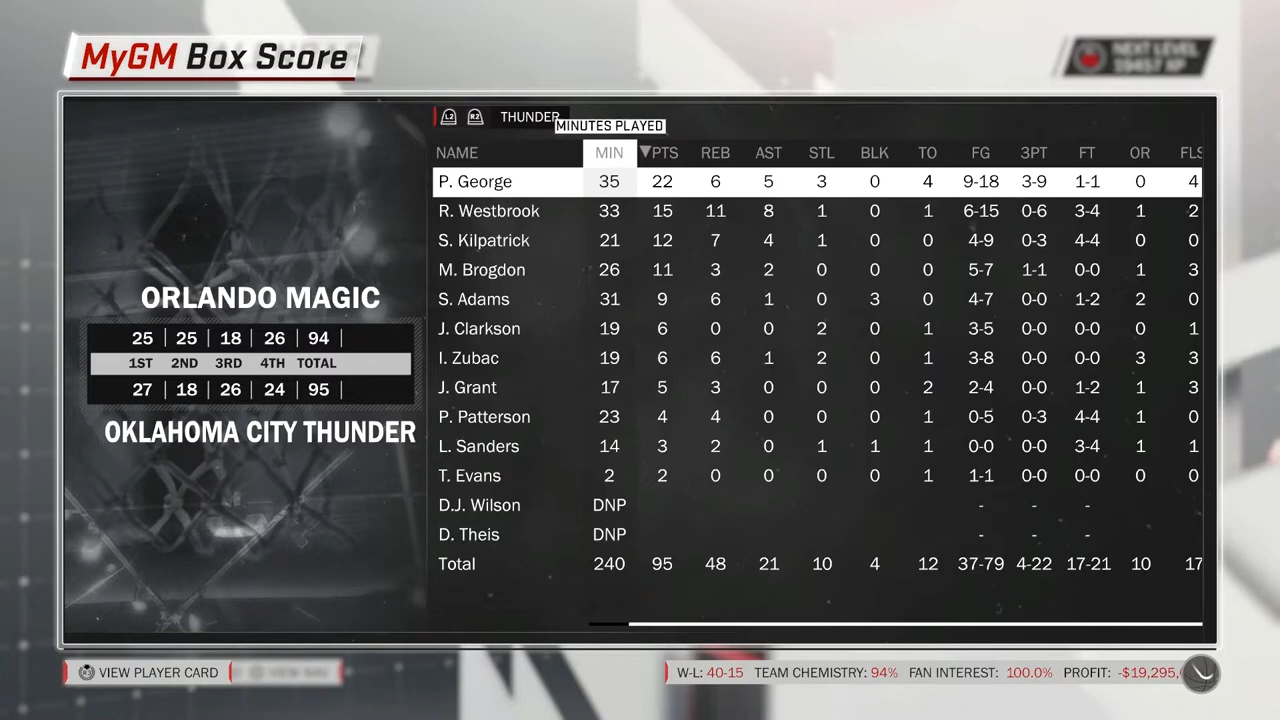 MyGM Box Score
NEXT LEVEL
19457 XP
L2 R2 THUNDER
MINUTES PLAYED
NAME MIN PTS REB AST STL BLK TO FG 3PT FT OR FLS
P. George 35 22 6 5 3 0 4 9-18 3-9 1-1 0 4
R. Westbrook 33 15 11 8 1 0 1 6-15 0-6 3-4 1 2
S. Kilpatrick 21 12 7 4 1 0 0 4-9 0-3 4-4 0 0
M. Brogdon 26 11 3 2 0 0 0 5-7 1-1 0-0 1 3
S. Adams 31 9 6 1 0 3 0 4-7 0-0 1-2 2 0
J. Clarkson 19 6 0 0 2 0 1 3-5 0-0 0-0 0 1
I. Zubac 19 6 6 1 2 0 1 3-8 0-0 0-0 3 3
J. Grant 17 5 3 0 0 0 2 2-4 0-0 1-2 1 3
P. Patterson 23 4 4 0 0 0 1 0-5 0-3 4-4 1 0
L. Sanders 14 3 2 0 1 1 1 0-0 0-0 3-4 1 1
T. Evans 2 2 0 0 0 0 1 1-1 0-0 0-0 0 0
D.J. Wilson DNP - - -
D. Theis DNP - - -
Total 240 95 48 21 10 4 12 37-79 4-22 17-21 10 17
ORLANDO MAGIC
25 25 18 26 94
1ST 2ND 3RD 4TH TOTAL
27 18 26 24 95
OKLAHOMA CITY THUNDER
VIEW PLAYER CARD
W-L: 40-15 TEAM CHEMISTRY: 94% FAN INTEREST: 100.0% PROFIT: -$19,295,